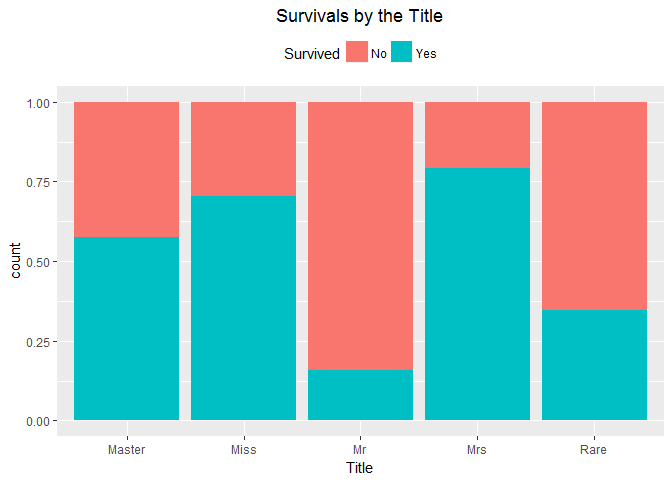 Survivals by the Title
Survived No Yes
1.00
0.75
0.50
0.25
0.00
count
Master Miss Mr Mrs Rare
Title